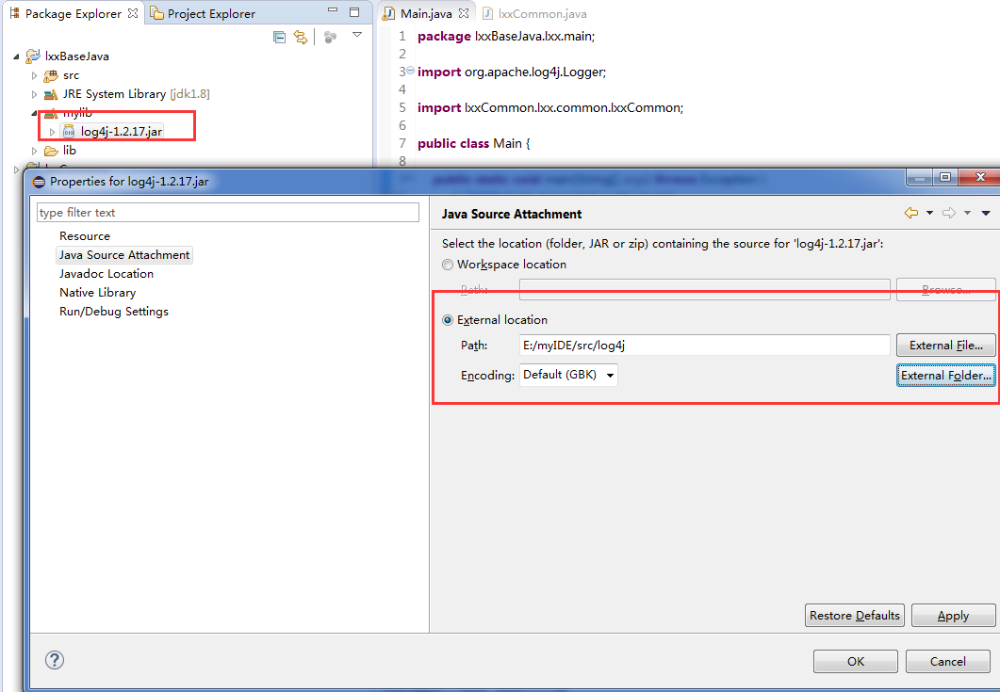 Package Explorer
Project Explorer
lxxBaseJava
src
JRE System Library [jdk1.8]
mylib
log4j-1.2.17.jar
lib
Main.java
lxxCommon.java
1 package lxxBaseJava.lxx.main;
2
3 import org.apache.log4j.Logger;
4
5 import lxxCommon.lxx.common.lxxCommon;
6
7 public class Main {
8
Properties for log4j-1.2.17.jar
type filter text
Resource
Java Source Attachment
Javadoc Location
Native Library
Run/Debug Settings
Java Source Attachment
Select the location (folder, JAR or zip) containing the source for 'log4j-1.2.17.jar':
Workspace location
Path:
Browse...
External location
Path: E:/myIDE/src/log4j External File...
Encoding: Default (GBK) External Folder...
Restore Defaults Apply
OK Cancel